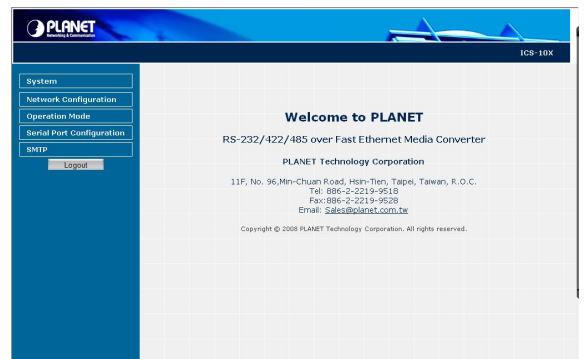 PLANET
Networking & Communication
ICS-10X
System
Network Configuration
Operation Mode
Serial Port Configuration
SMTP
Logout
Welcome to PLANET
RS-232/422/485 over Fast Ethernet Media Converter
PLANET Technology Corporation
11F, No. 96,Min-Chuan Road, Hsin-Tien, Taipei, Taiwan, R.O.C.
Tel: 886-2-2219-9518
Fax:886-2-2219-9528
Email: Sales@planet.com.tw
Copyright © 2008 PLANET Technology Corporation. All rights reserved.